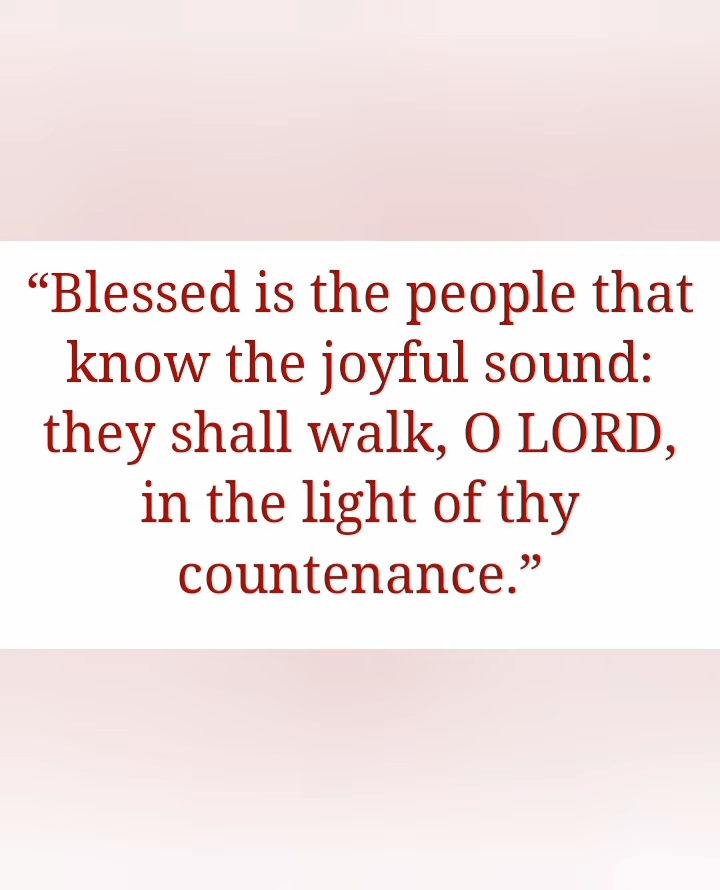 “Blessed is the people that
know the joyful sound:
they shall walk, O LORD,
in the light of thy
countenance.”